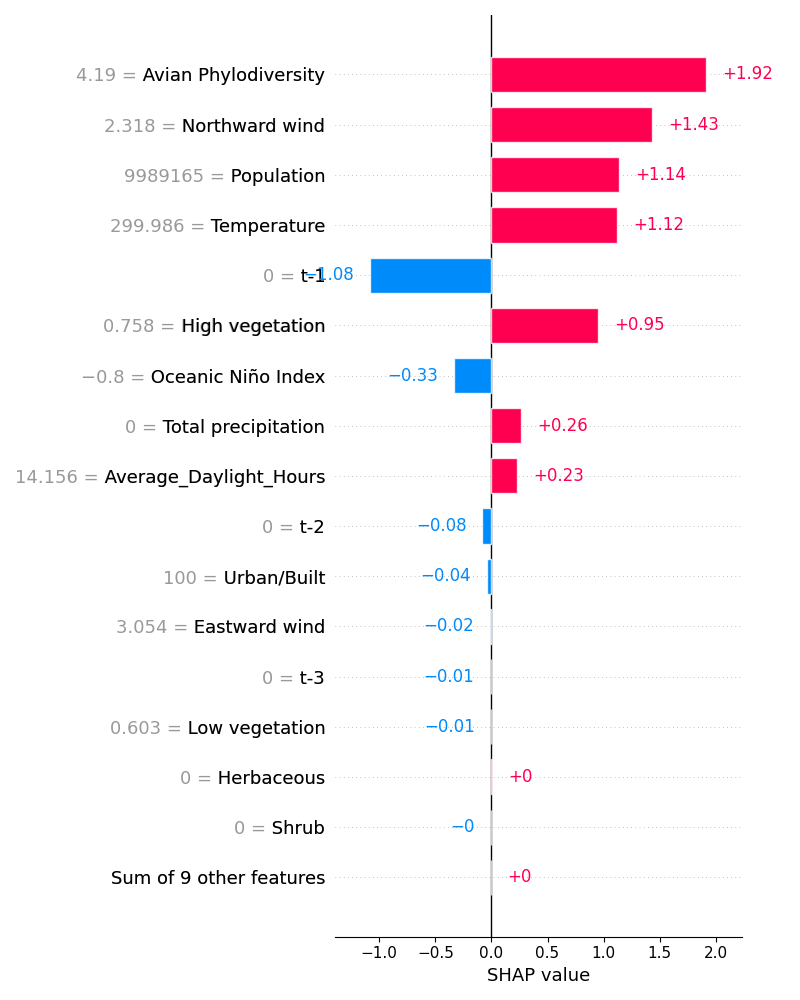 4.19 = Avian Phylodiversity +1.92
2.318 = Northward wind +1.43
9989165 = Population +1.14
299.986 = Temperature +1.12
0 = t-1 −1.08
0.758 = High vegetation +0.95
−0.8 = Oceanic Niño Index −0.33
0 = Total precipitation +0.26
14.156 = Average_Daylight_Hours +0.23
0 = t-2 −0.08
100 = Urban/Built −0.04
3.054 = Eastward wind −0.02
0 = t-3 −0.01
0.603 = Low vegetation −0.01
0 = Herbaceous +0
0 = Shrub −0
Sum of 9 other features +0
−1.0 −0.5 0.0 0.5 1.0 1.5 2.0
SHAP value